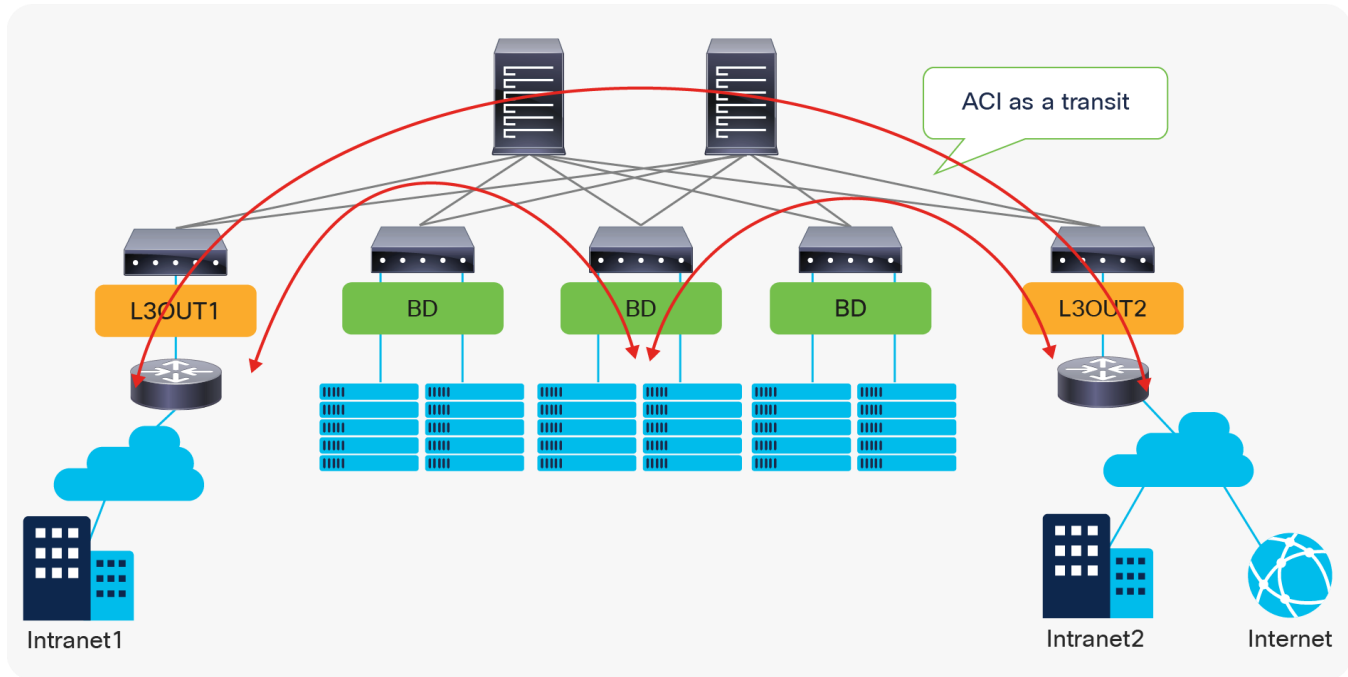 ACI as a transit
L3OUT1
BD
BD
BD
L3OUT2
Intranet1
Intranet2
Internet